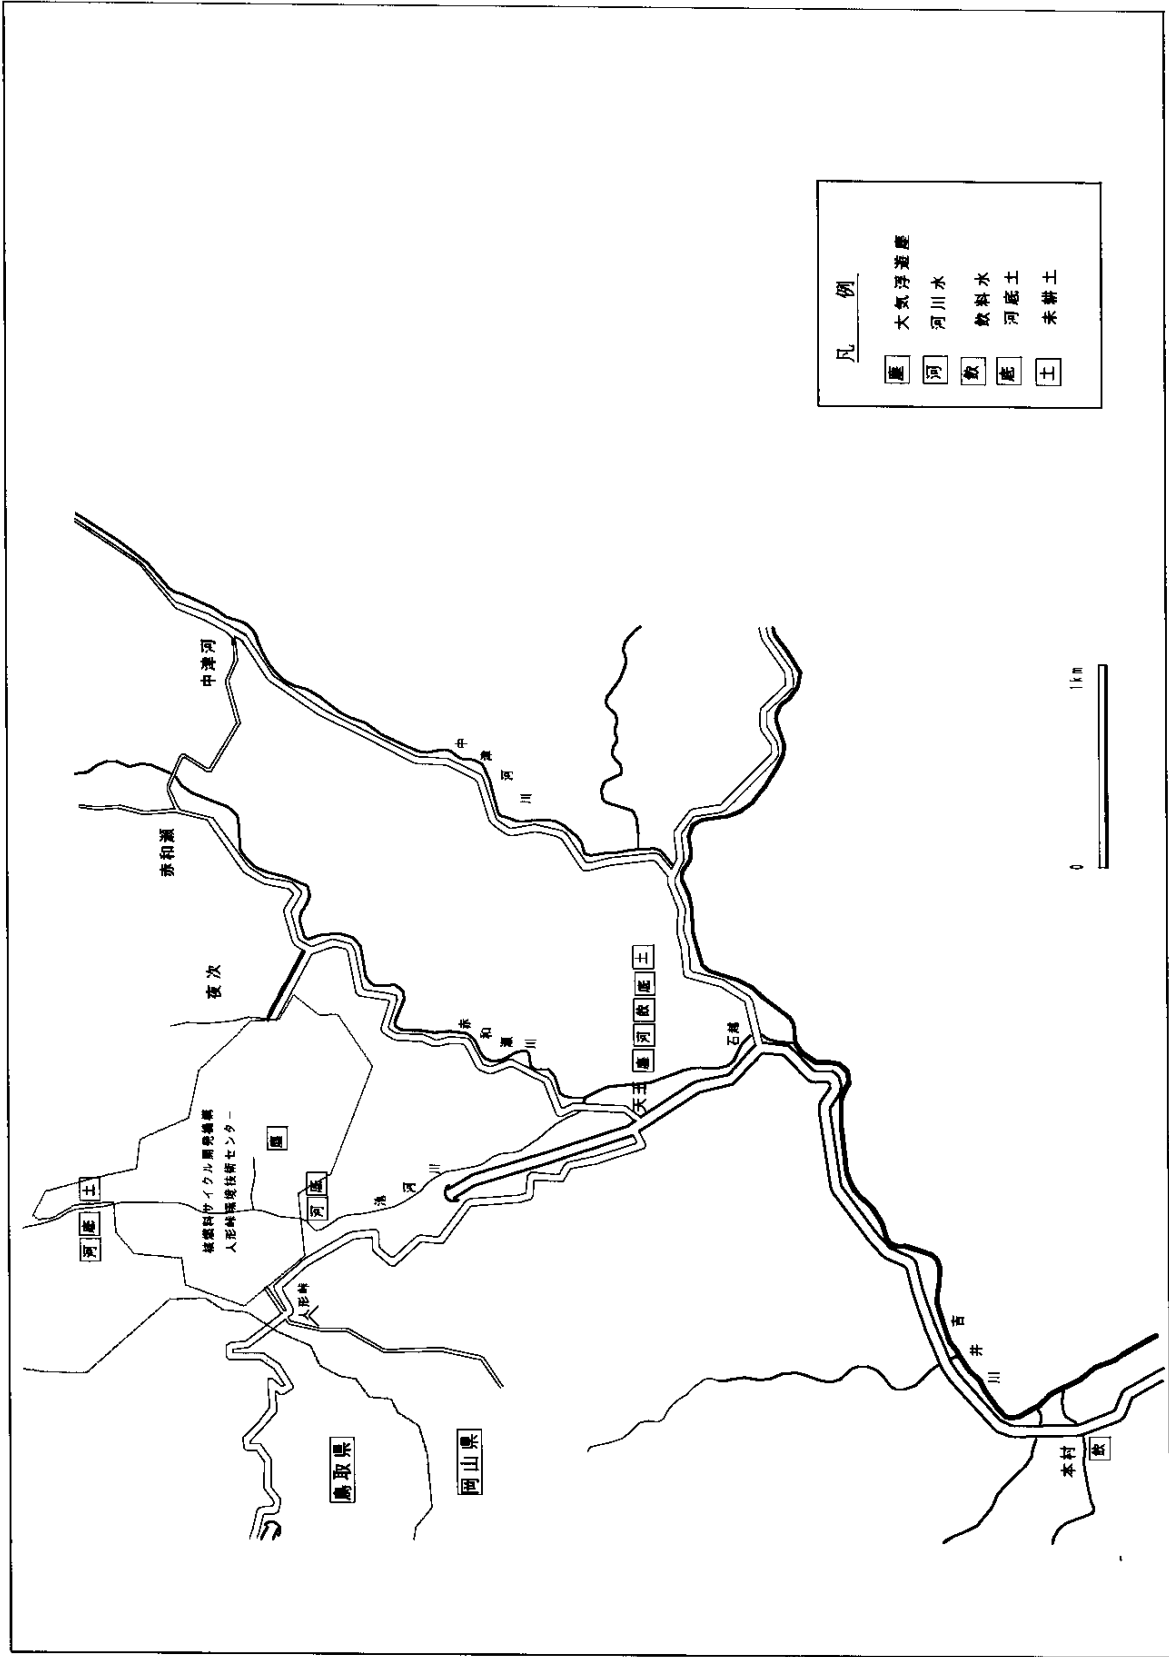 凡 例
塵 大気浮遊塵
河 河川水
飲 飲料水
底 河底土
土 未耕土
中津河
赤和瀬
夜次
中津河川
赤和瀬川
核燃料サイクル開発機構
人形峠環境技術センター
塵
河 底 土
河 底
池河川
人形峠
天王
塵 河 飲 底 土
石越
鳥取県
岡山県
吉井川
本村
飲
0 1km